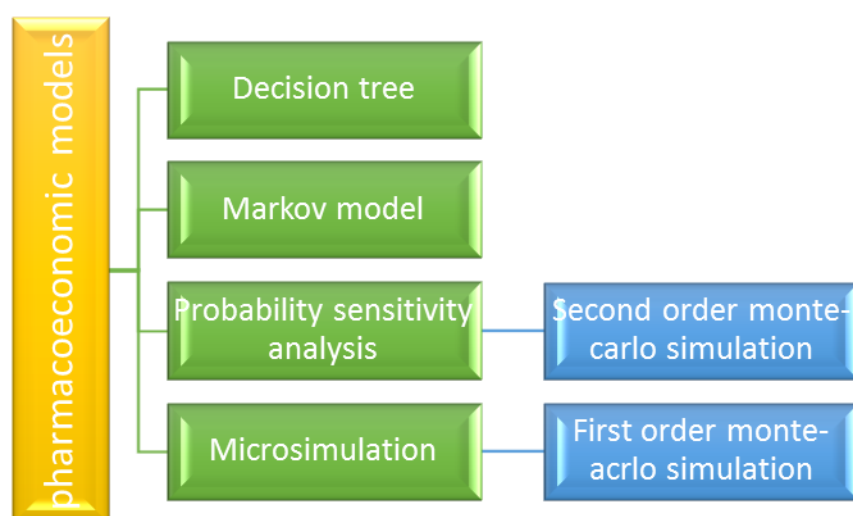 pharmacoeconomic models
Decision tree
Markov model
Probability sensitivity
analysis
Second order monte-
carlo simulation
Microsimulation
First order monte-
acrlo simulation